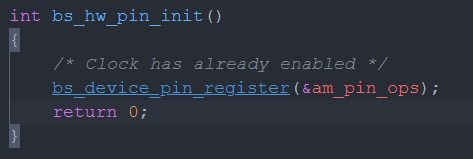 int bs_hw_pin_init()
{
/* Clock has already enabled */
bs_device_pin_register(&am_pin_ops);
return 0;
}